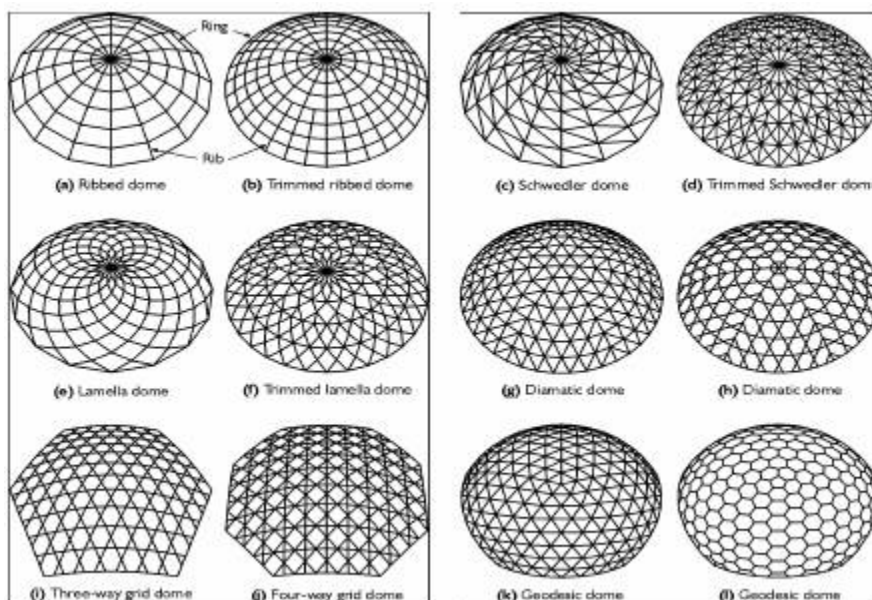 Ring
Rib
(a) Ribbed dome
(b) Trimmed ribbed dome
(c) Schwedler dome
(d) Trimmed Schwedler dome
(e) Lamella dome
(f) Trimmed lamella dome
(g) Diamatic dome
(h) Diamatic dome
(i) Three-way grid dome
(j) Four-way grid dome
(k) Geodesic dome
(l) Geodesic dome